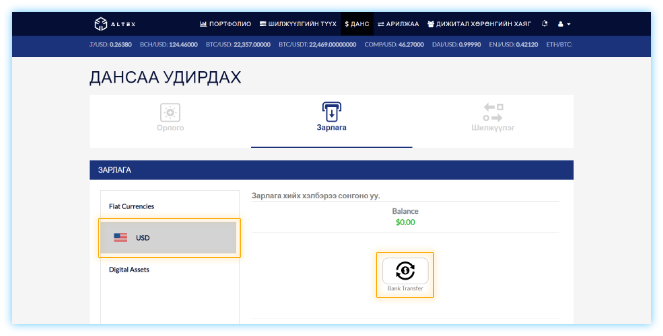 ALTEX ПОРТФОЛИО ШИЛЖҮҮЛГИЙН ТҮҮХ $ ДАНС АРИЛЖАА ДИЖИТАЛ ХӨРӨНГИЙН ХАЯГ
T/USD: 0.26380 BCH/USD: 124.46000 BTC/USD: 22,357.00000 BTC/USDT: 22,469.00000000 COMP/USD: 46.27000 DAI/USD: 0.99990 ENJ/USD: 0.42120 ETH/BTC:
ДАНСАА УДИРДАХ
Орлого Зарлага Шилжүүлэг
ЗАРЛАГА
Fiat Currencies
USD
Digital Assets
Зарлага хийх хэлбэрээ сонгоно уу.
Balance
$0.00
Bank Transfer